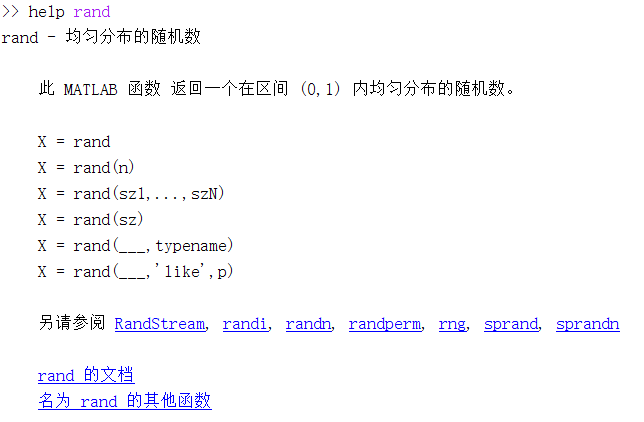 >> help rand
rand - 均匀分布的随机数
此 MATLAB 函数 返回一个在区间 (0,1) 内均匀分布的随机数。
X = rand
X = rand(n)
X = rand(sz1,...,szN)
X = rand(sz)
X = rand(___,typename)
X = rand(___,'like',p)
另请参阅 RandStream, randi, randn, randperm, rng, sprand, sprandn
rand 的文档
名为 rand 的其他函数